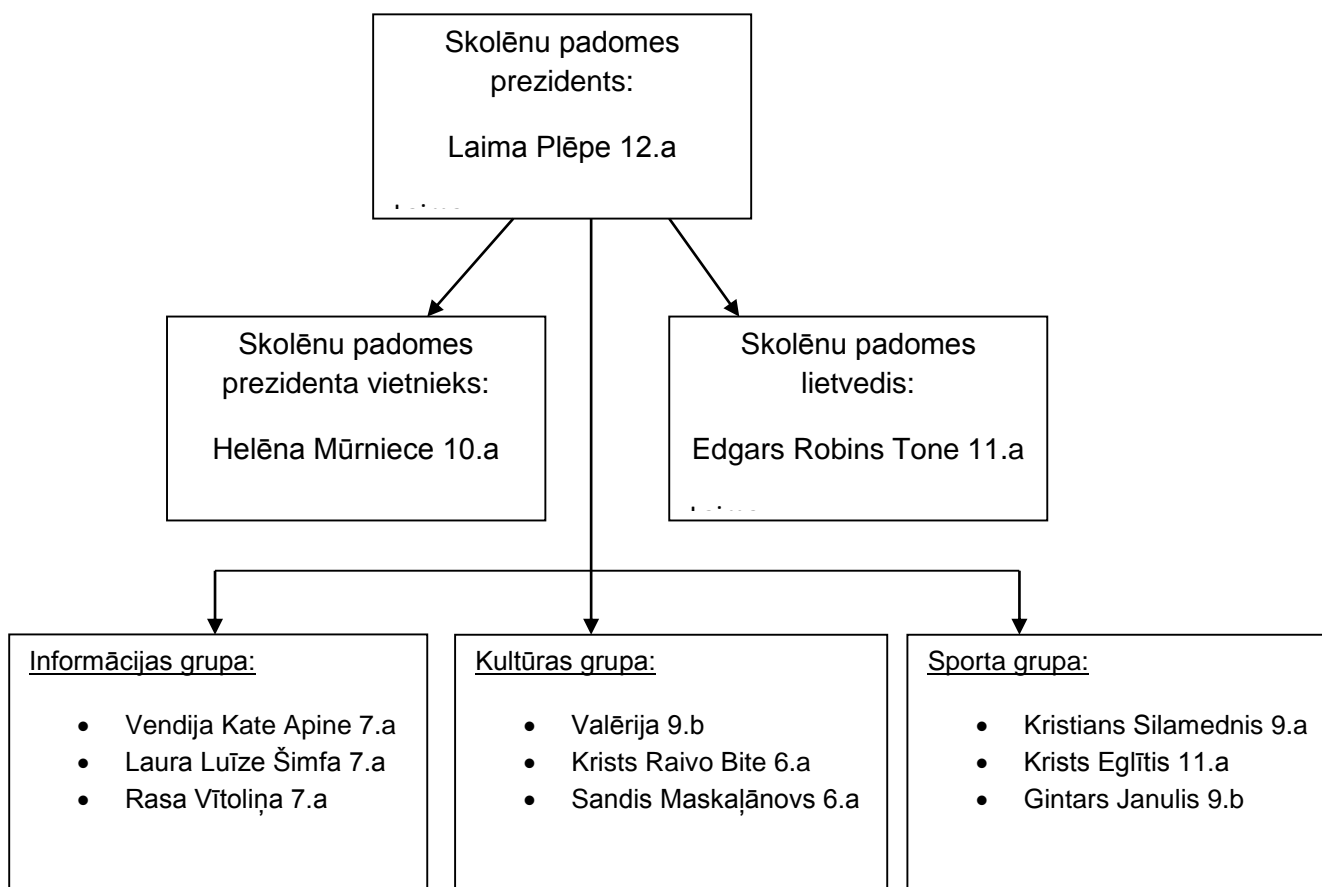 Skolēnu padomes
prezidents:
Laima Plēpe 12.a
Skolēnu padomes
prezidenta vietnieks:
Helēna Mūrniece 10.a
Skolēnu padomes
lietvedis:
Edgars Robins Tone 11.a
Informācijas grupa:
• Vendija Kate Apine 7.a
• Laura Luīze Šimfa 7.a
• Rasa Vītoliņa 7.a
Kultūras grupa:
• Valērija 9.b
• Krists Raivo Bite 6.a
• Sandis Maskaļānovs 6.a
Sporta grupa:
• Kristians Silamednis 9.a
• Krists Eglītis 11.a
• Gintars Janulis 9.b